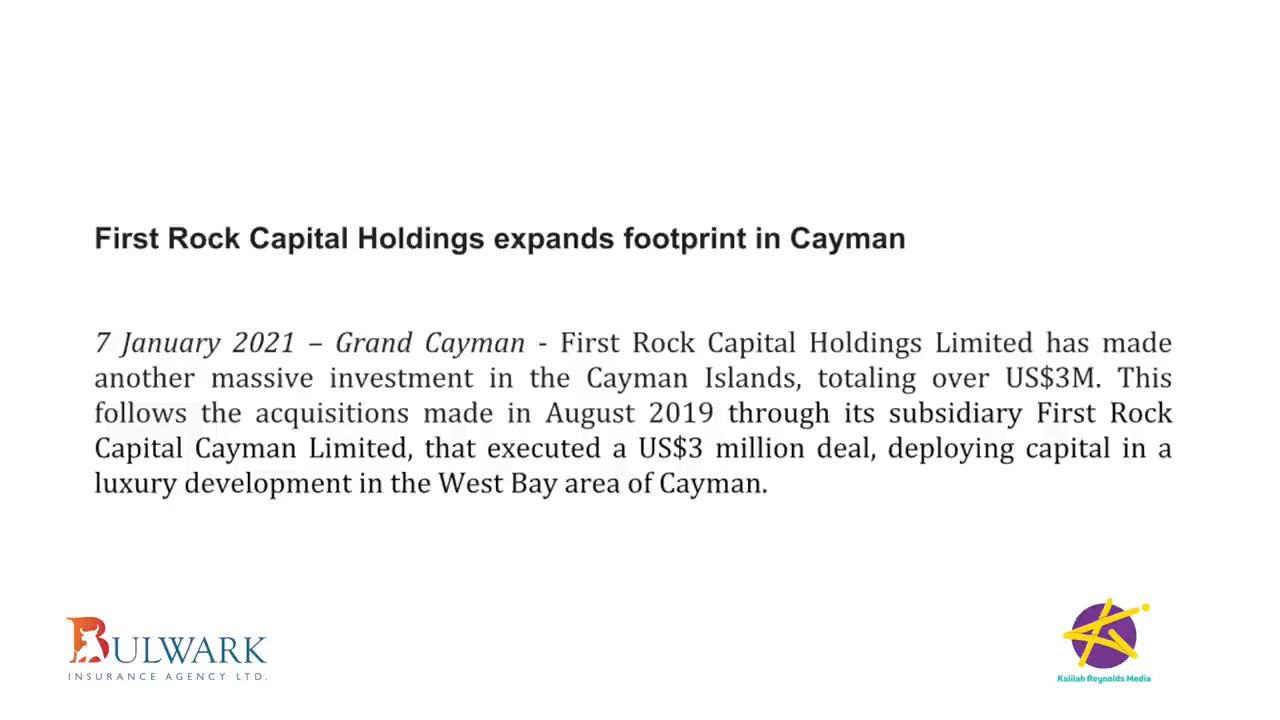 First Rock Capital Holdings expands footprint in Cayman
7 January 2021 – Grand Cayman - First Rock Capital Holdings Limited has made
another massive investment in the Cayman Islands, totaling over US$3M. This
follows the acquisitions made in August 2019 through its subsidiary First Rock
Capital Cayman Limited, that executed a US$3 million deal, deploying capital in a
luxury development in the West Bay area of Cayman.
BULWARK
INSURANCE AGENCY LTD.
Kalilah Reynolds Media